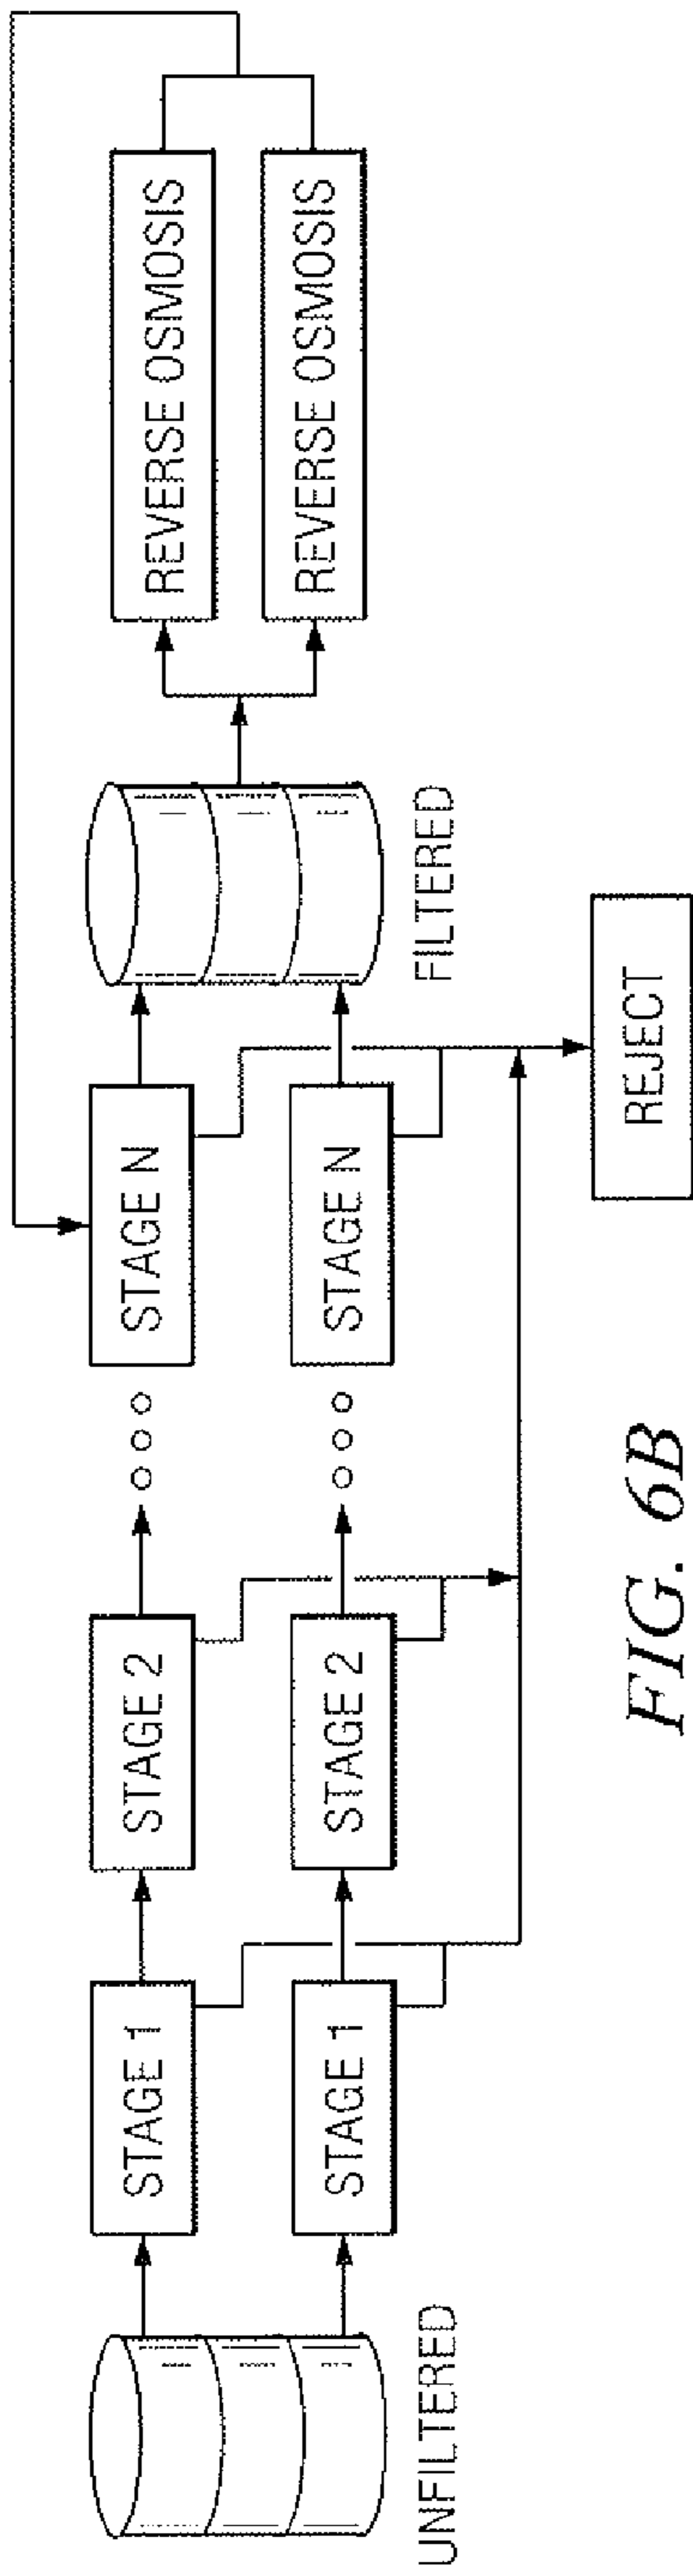 UNFILTERED
STAGE 1
STAGE 2
STAGE N
STAGE 1
STAGE 2
STAGE N
FILTERED
REVERSE OSMOSIS
REVERSE OSMOSIS
REJECT
FIG. 6B